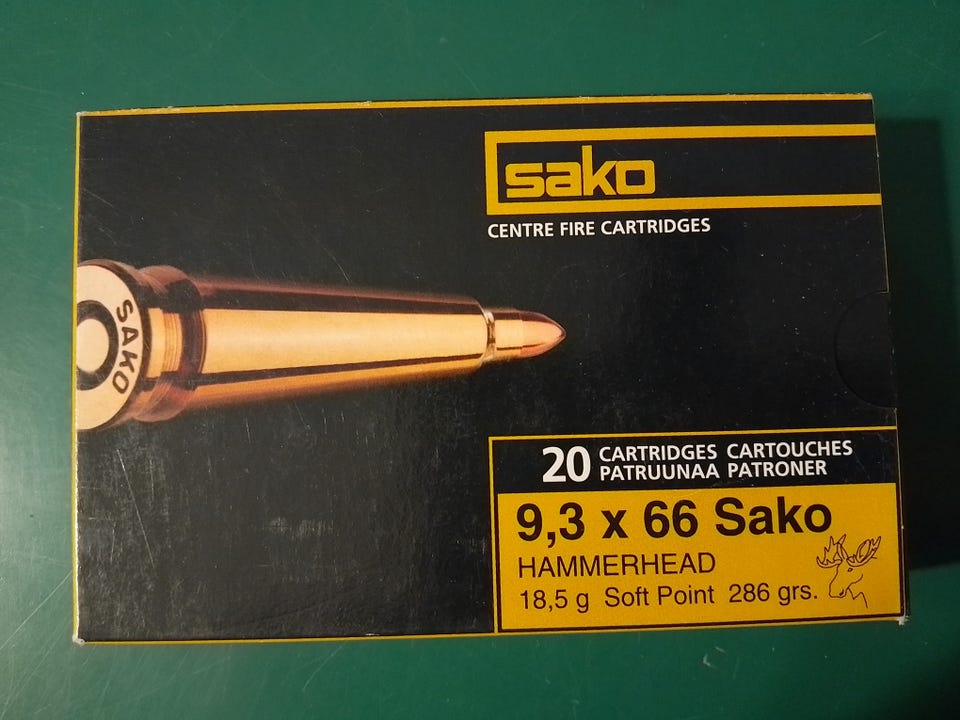 sako
CENTRE FIRE CARTRIDGES
SAKO
20 CARTRIDGES CARTOUCHES
PATRUUNAA PATRONER
9,3 x 66 Sako
HAMMERHEAD
18,5 g Soft Point 286 grs.